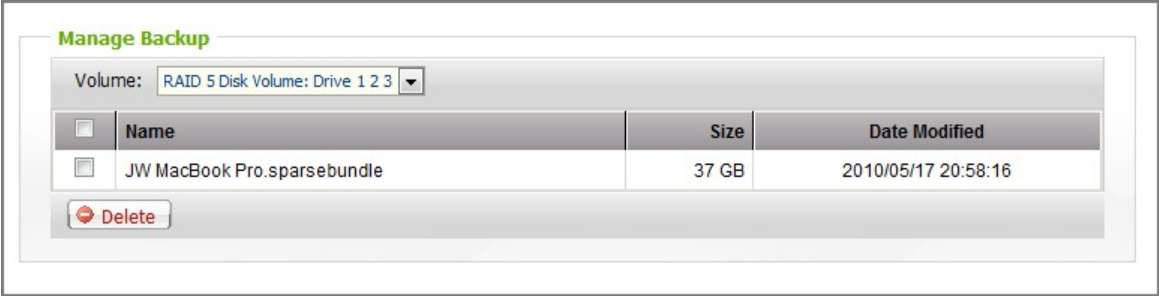 Manage Backup
Volume: RAID 5 Disk Volume: Drive 1 2 3
Name Size Date Modified
JW MacBook Pro.sparsebundle 37 GB 2010/05/17 20:58:16
Delete